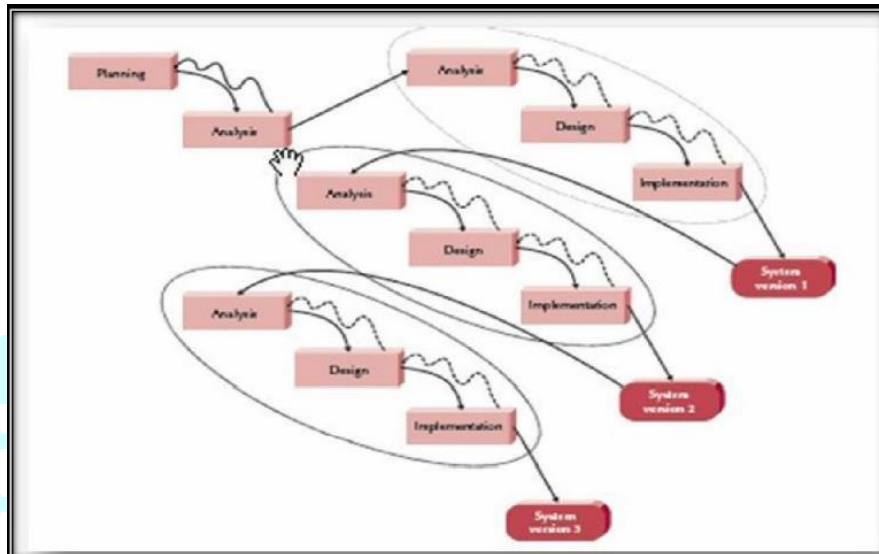 Planning
Analysis
Analysis
Design
Implementation
System
version 1
Analysis
Design
Implementation
System
version 2
Analysis
Design
Implementation
System
version 3